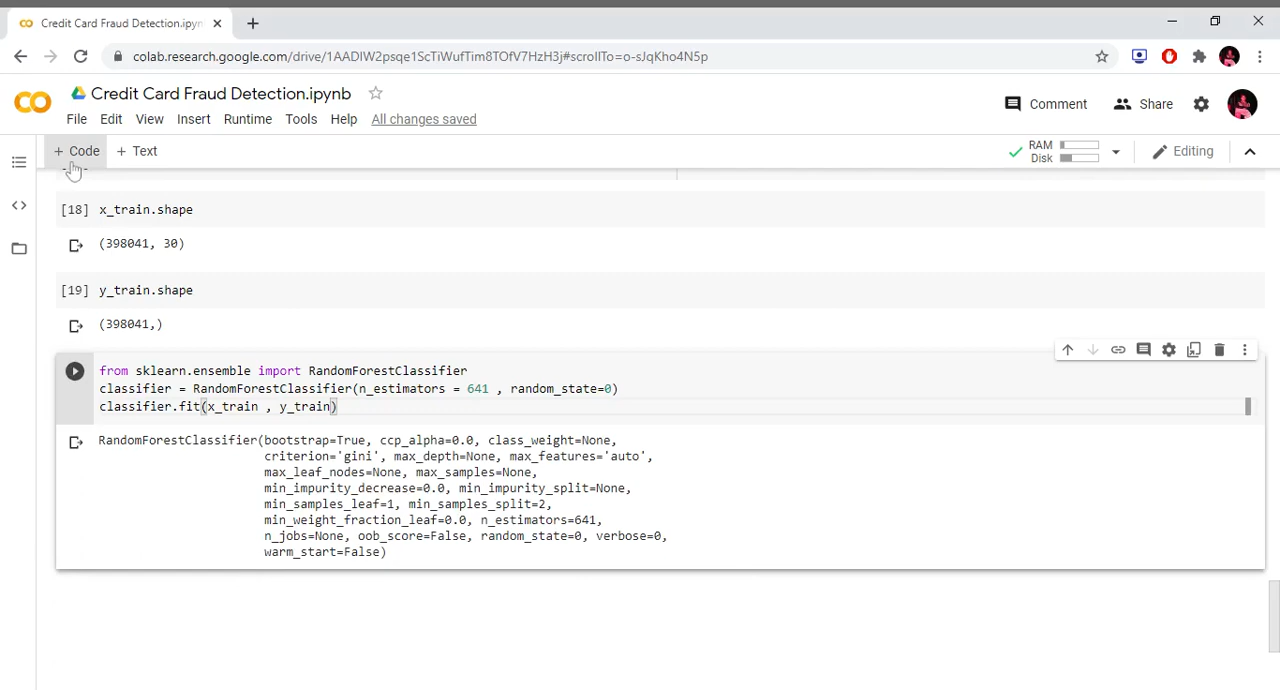 Credit Card Fraud Detection.ipyn
colab.research.google.com/drive/1AADIW2psqe1ScTiWufTim8TOfV7HzH3j#scrollTo=o-sJqKho4N5p
Credit Card Fraud Detection.ipynb
Comment
Share
File Edit View Insert Runtime Tools Help All changes saved
+ Code + Text
RAM
Disk
Editing
[18] x_train.shape
(398041, 30)
[19] y_train.shape
(398041,)
from sklearn.ensemble import RandomForestClassifier
classifier = RandomForestClassifier(n_estimators = 641 , random_state=0)
classifier.fit(x_train , y_train)
RandomForestClassifier(bootstrap=True, ccp_alpha=0.0, class_weight=None,
criterion='gini', max_depth=None, max_features='auto',
max_leaf_nodes=None, max_samples=None,
min_impurity_decrease=0.0, min_impurity_split=None,
min_samples_leaf=1, min_samples_split=2,
min_weight_fraction_leaf=0.0, n_estimators=641,
n_jobs=None, oob_score=False, random_state=0, verbose=0,
warm_start=False)